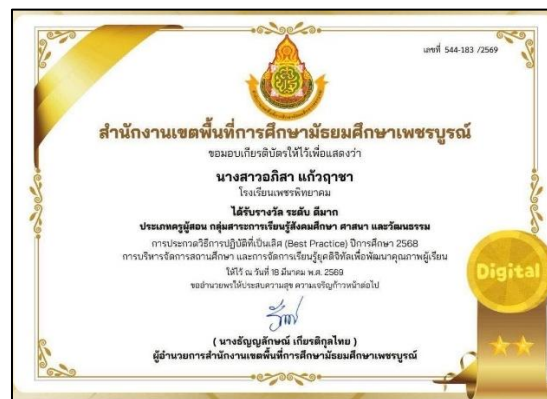 เลขที่ 544-183 /2569
สำนักงานเขตพื้นที่การศึกษามัธยมศึกษาเพชรบูรณ์
ขอมอบเกียรติบัตรให้ไว้เพื่อแสดงว่า
นางสาวอภิสา แก้วฤาชา
โรงเรียนเพชรพิทยาคม
ได้รับรางวัล ระดับ ดีมาก
ประเภทครูผู้สอน กลุ่มสาระการเรียนรู้สังคมศึกษา ศาสนา และวัฒนธรรม
การประกวดวิธีการปฏิบัติที่เป็นเลิศ (Best Practice) ปีการศึกษา 2568
การบริหารจัดการสถานศึกษา และการจัดการเรียนรู้ยุคดิจิทัลเพื่อพัฒนาคุณภาพผู้เรียน
ให้ไว้ ณ วันที่ 18 มีนาคม พ.ศ. 2569
ขออำนวยพรให้ประสบความสุข ความเจริญก้าวหน้าต่อไป
Digital
( นางธัญญลักษณ์ เกียรติกุลไทย )
ผู้อำนวยการสำนักงานเขตพื้นที่การศึกษามัธยมศึกษาเพชรบูรณ์